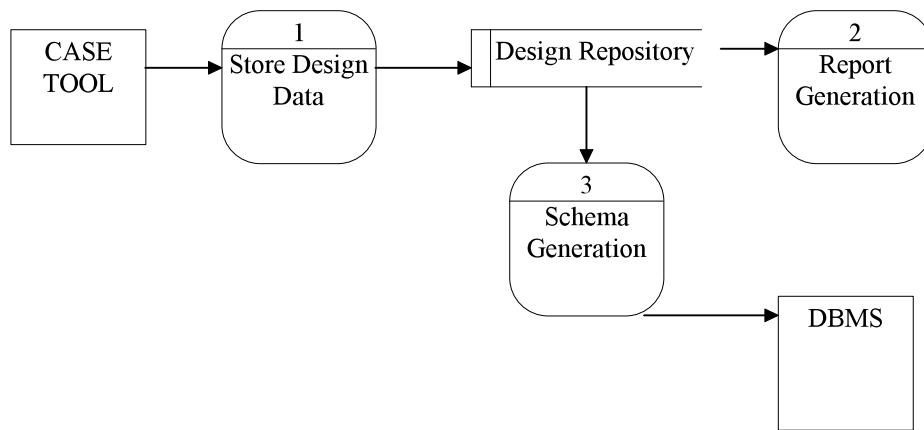 CASE
TOOL
1
Store Design
Data
Design Repository
2
Report
Generation
3
Schema
Generation
DBMS